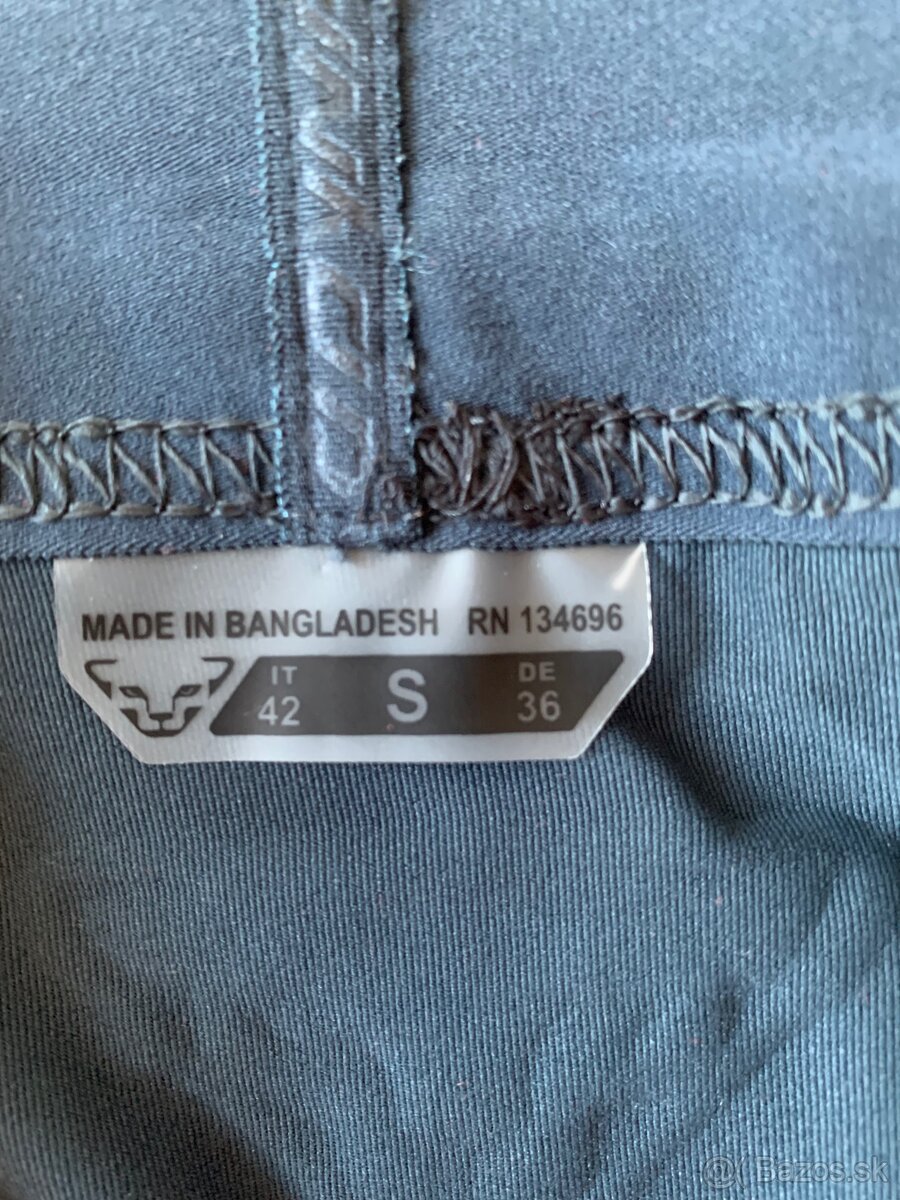 MADE IN BANGLADESH RN 134696
IT S DE
42 36
Bazos.sk